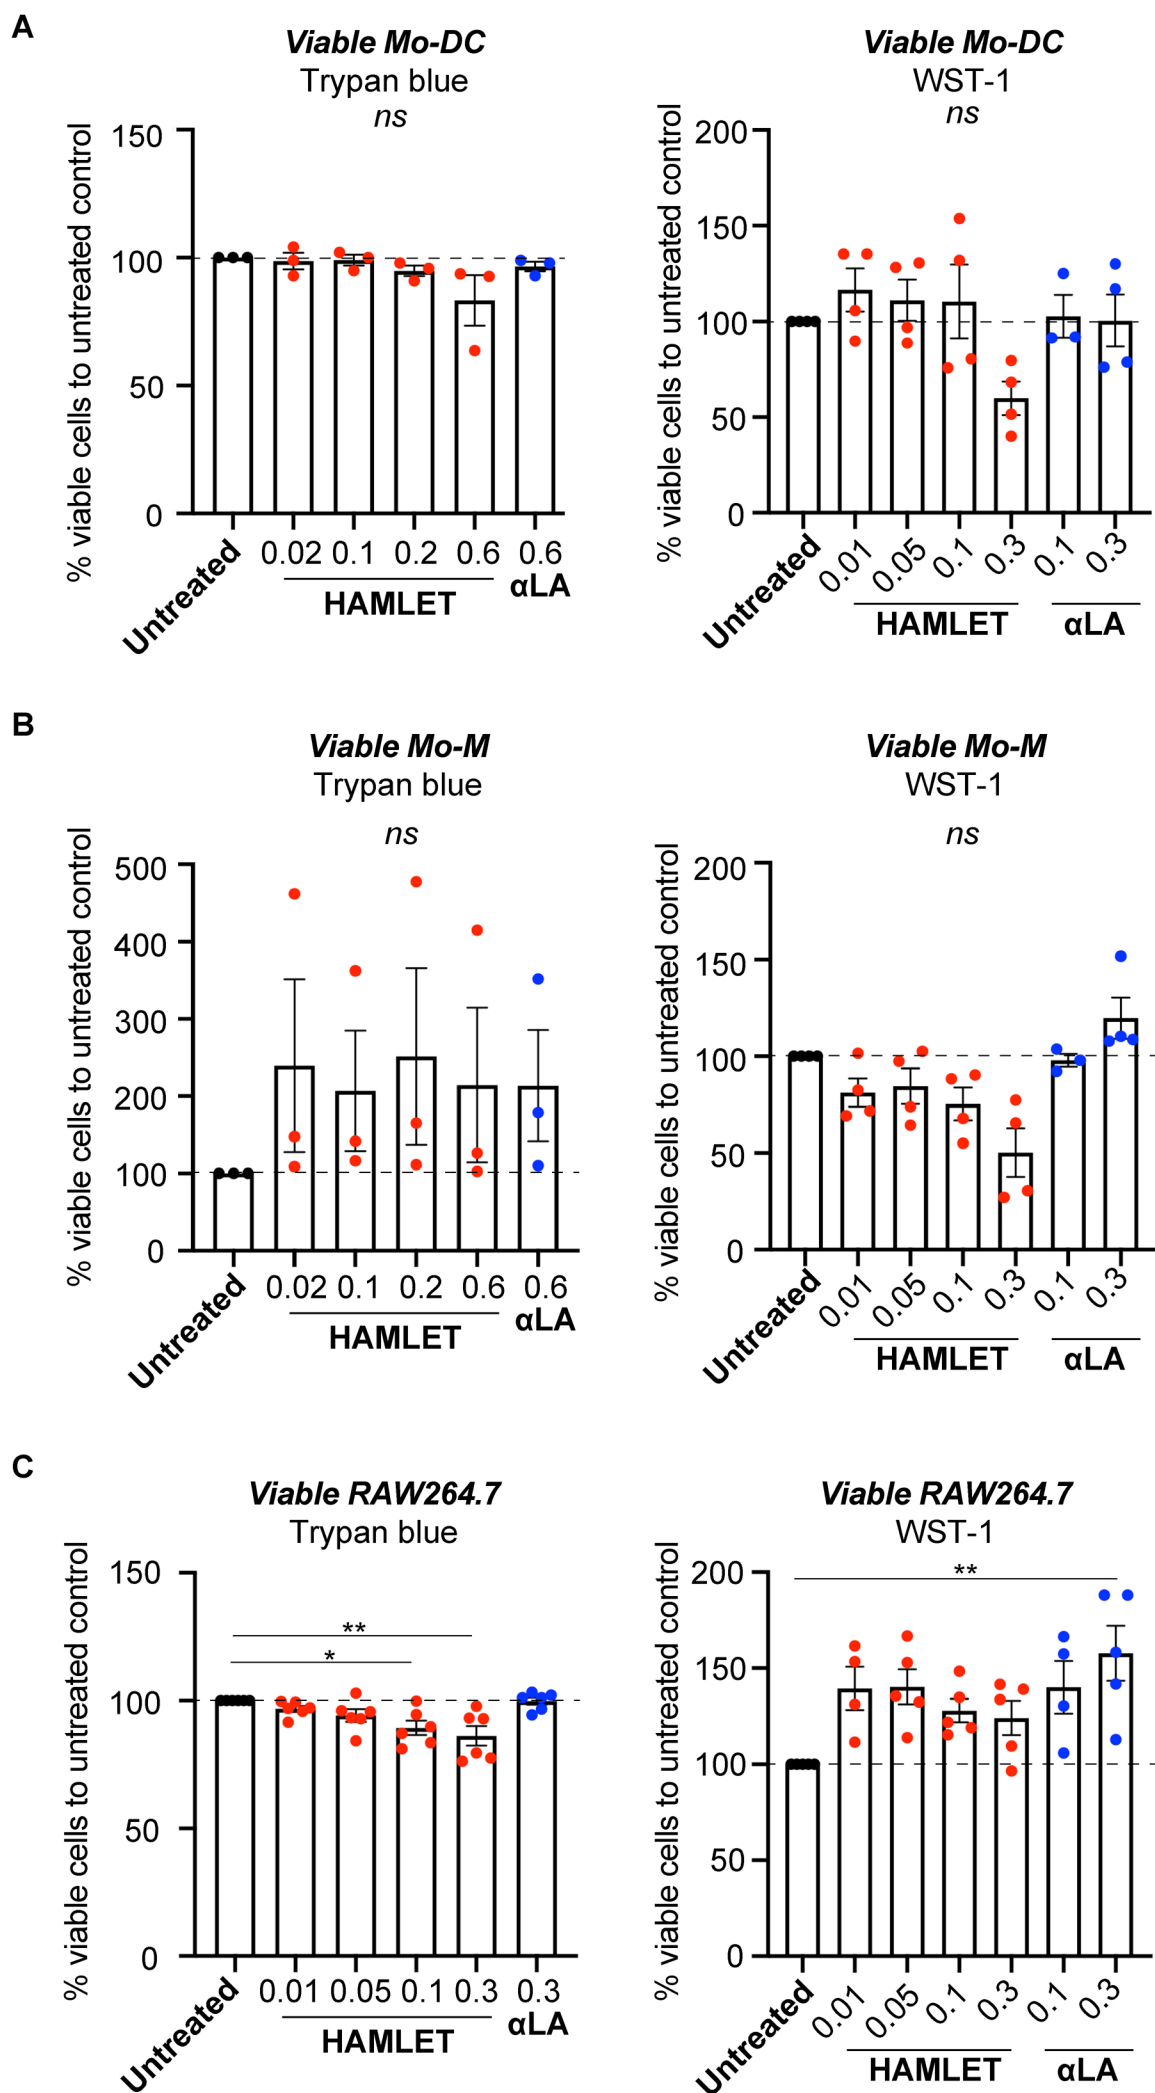 A
Viable Mo-DC
Trypan blue
ns
% viable cells to untreated control
150
100
50
0
Untreated
0.02 0.1 0.2 0.6 0.6
HAMLET
αLA
Viable Mo-DC
WST-1
ns
% viable cells to untreated control
200
150
100
50
0
Untreated
0.01 0.05 0.1 0.3 0.1 0.3
HAMLET αLA
B
Viable Mo-M
Trypan blue
ns
% viable cells to untreated control
500
400
300
200
100
0
Untreated
0.02 0.1 0.2 0.6 0.6
HAMLET
αLA
Viable Mo-M
WST-1
ns
% viable cells to untreated control
200
150
100
50
0
Untreated
0.01 0.05 0.1 0.3 0.1 0.3
HAMLET αLA
C
Viable RAW264.7
Trypan blue
**
*
% viable cells to untreated control
150
100
50
0
Untreated
0.01 0.05 0.1 0.3 0.3
HAMLET
αLA
Viable RAW264.7
WST-1
**
% viable cells to untreated control
200
150
100
50
0
Untreated
0.01 0.05 0.1 0.3 0.1 0.3
HAMLET αLA